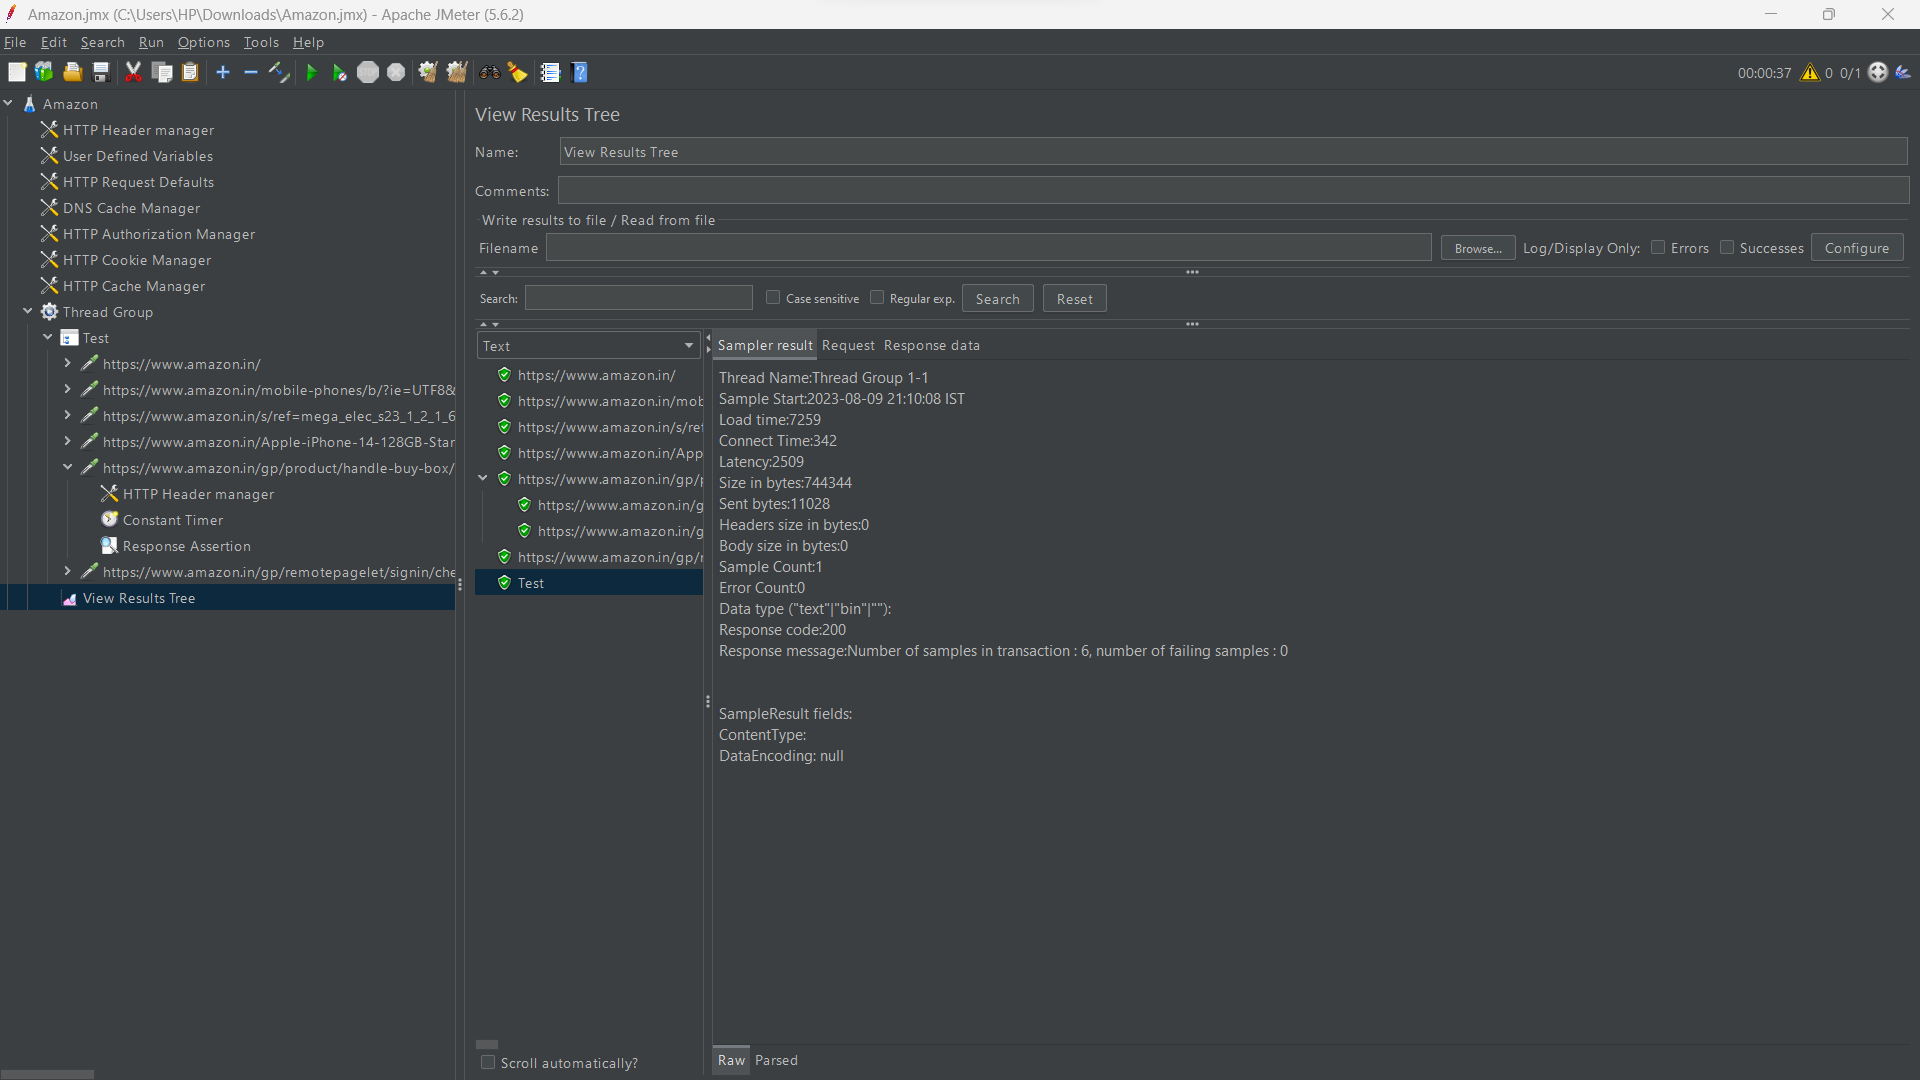 Amazon.jmx (C:\Users\HP\Downloads\Amazon.jmx) - Apache JMeter (5.6.2)
File Edit Search Run Options Tools Help
00:00:37 0 0/1
Amazon
HTTP Header manager
User Defined Variables
HTTP Request Defaults
DNS Cache Manager
HTTP Authorization Manager
HTTP Cookie Manager
HTTP Cache Manager
Thread Group
Test
https://www.amazon.in/
https://www.amazon.in/mobile-phones/b/?ie=UTF8&
https://www.amazon.in/s/ref=mega_elec_s23_1_2_1_6
https://www.amazon.in/Apple-iPhone-14-128GB-Star
https://www.amazon.in/gp/product/handle-buy-box/
HTTP Header manager
Constant Timer
Response Assertion
https://www.amazon.in/gp/remotepagelet/signin/che
View Results Tree
View Results Tree
Name: View Results Tree
Comments:
Write results to file / Read from file
Filename Browse... Log/Display Only: Errors Successes Configure
Search: Case sensitive Regular exp. Search Reset
Text
https://www.amazon.in/
https://www.amazon.in/mob
https://www.amazon.in/s/ref
https://www.amazon.in/App
https://www.amazon.in/gp/p
https://www.amazon.in/g
https://www.amazon.in/g
https://www.amazon.in/gp/r
Test
Scroll automatically?
Sampler result Request Response data
Thread Name:Thread Group 1-1
Sample Start:2023-08-09 21:10:08 IST
Load time:7259
Connect Time:342
Latency:2509
Size in bytes:744344
Sent bytes:11028
Headers size in bytes:0
Body size in bytes:0
Sample Count:1
Error Count:0
Data type ("text"|"bin"|""):
Response code:200
Response message:Number of samples in transaction : 6, number of failing samples : 0
SampleResult fields:
ContentType:
DataEncoding: null
Raw Parsed